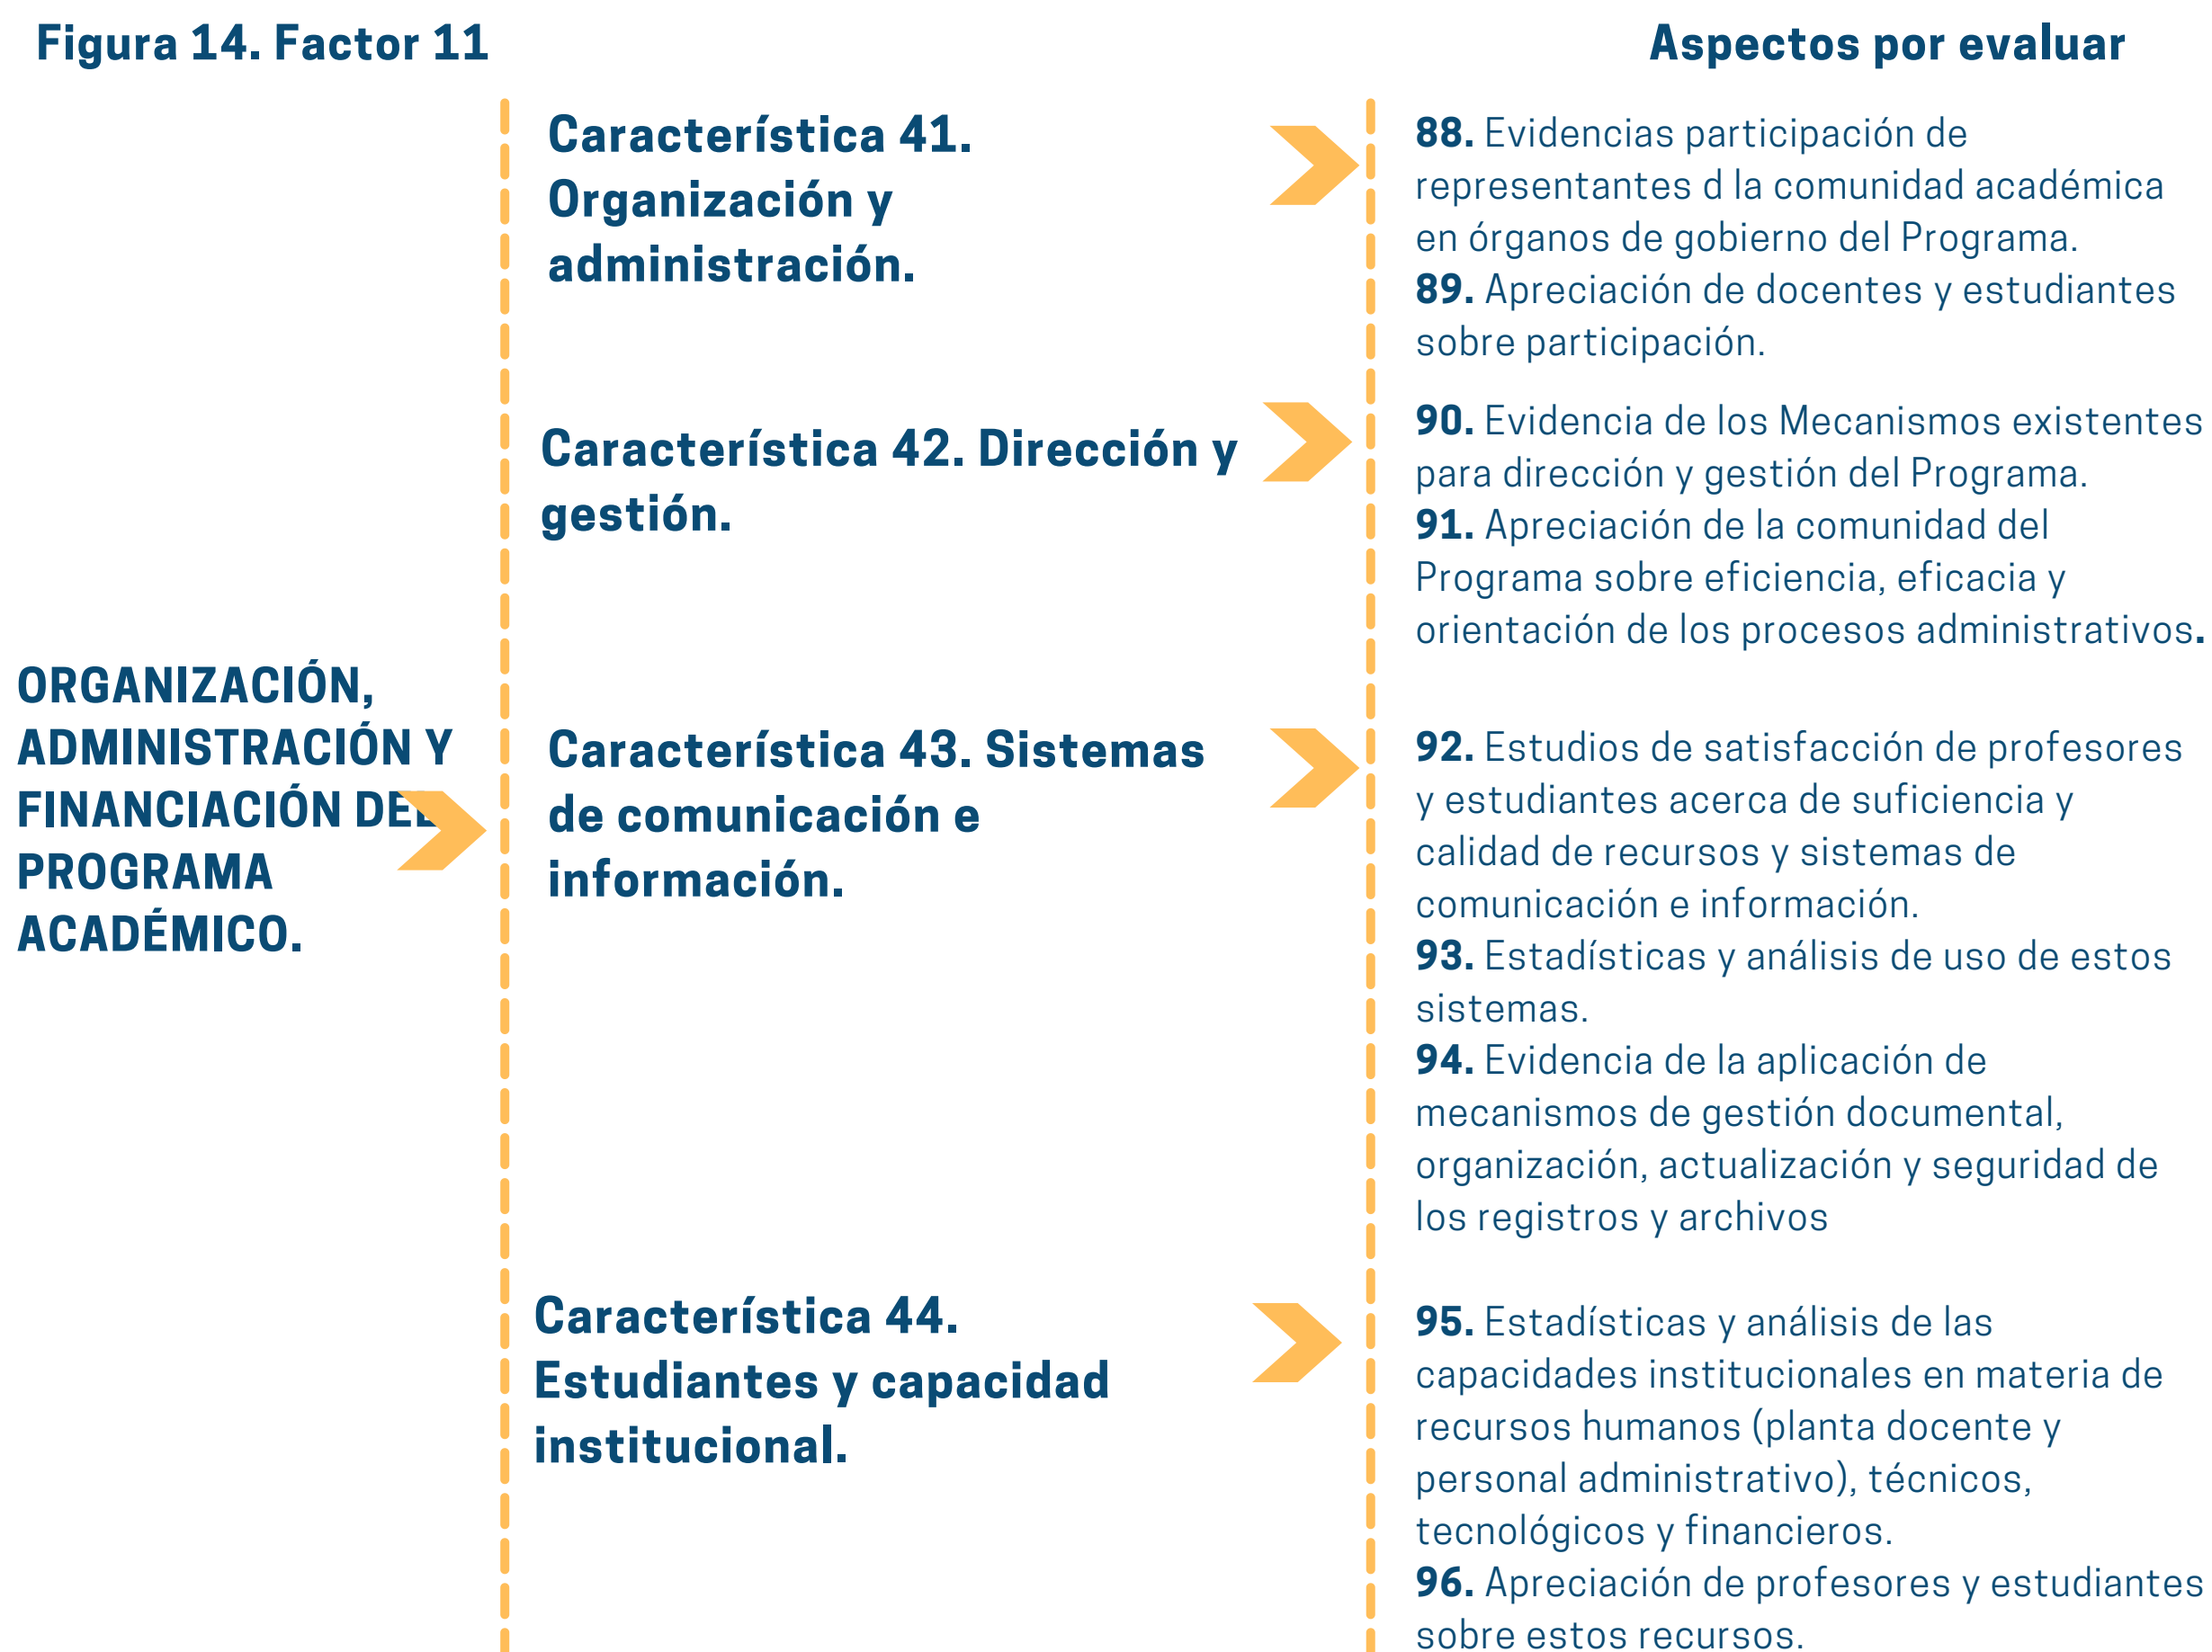 Figura 14. Factor 11
Aspectos por evaluar
ORGANIZACIÓN,
ADMINISTRACIÓN Y
FINANCIACIÓN DEL
PROGRAMA
ACADÉMICO.
Característica 41.
Organización y
administración.
88. Evidencias participación de
representantes d la comunidad académica
en órganos de gobierno del Programa.
89. Apreciación de docentes y estudiantes
sobre participación.
Característica 42. Dirección y
gestión.
90. Evidencia de los Mecanismos existentes
para dirección y gestión del Programa.
91. Apreciación de la comunidad del
Programa sobre eficiencia, eficacia y
orientación de los procesos administrativos.
Característica 43. Sistemas
de comunicación e
información.
92. Estudios de satisfacción de profesores
y estudiantes acerca de suficiencia y
calidad de recursos y sistemas de
comunicación e información.
93. Estadísticas y análisis de uso de estos
sistemas.
94. Evidencia de la aplicación de
mecanismos de gestión documental,
organización, actualización y seguridad de
los registros y archivos
Característica 44.
Estudiantes y capacidad
institucional.
95. Estadísticas y análisis de las
capacidades institucionales en materia de
recursos humanos (planta docente y
personal administrativo), técnicos,
tecnológicos y financieros.
96. Apreciación de profesores y estudiantes
sobre estos recursos.